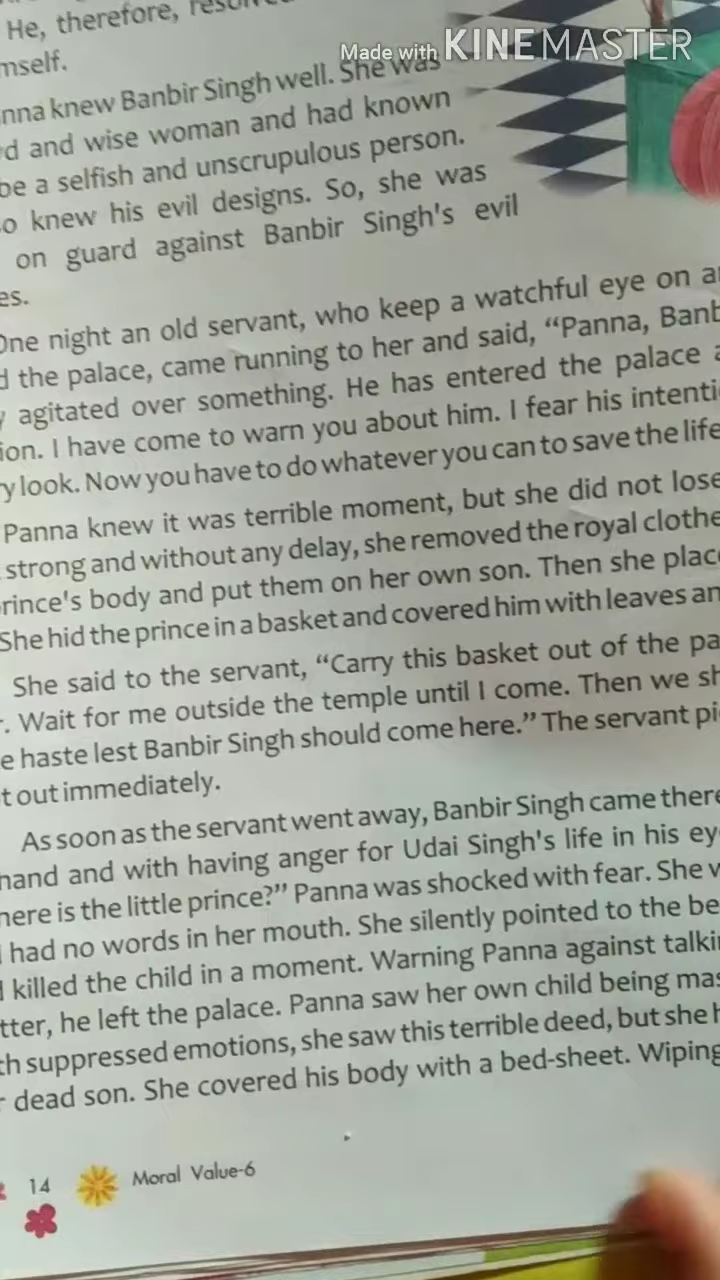 He, therefore,
mself.
Made with KINEMASTER
nna knew Banbir Singh well. She was
d and wise woman and had known
be a selfish and unscrupulous person.
o knew his evil designs. So, she was
on guard against Banbir Singh's evil
es.
One night an old servant, who keep a watchful eye on
the palace, came running to her and said, “Panna, Banb
y agitated over something. He has entered the palace
ion. I have come to warn you about him. I fear his intenti
y look. Now you have to do whatever you can to save the life
Panna knew it was terrible moment, but she did not lose
strong and without any delay, she removed the royal clothe
rince's body and put them on her own son. Then she plac
She hid the prince in a basket and covered him with leaves an
She said to the servant, “Carry this basket out of the pa
r. Wait for me outside the temple until I come. Then we sh
e haste lest Banbir Singh should come here.” The servant pi
t out immediately.
As soon as the servant went away, Banbir Singh came there
hand and with having anger for Udai Singh's life in his ey
here is the little prince?” Panna was shocked with fear. She w
had no words in her mouth. She silently pointed to the be
killed the child in a moment. Warning Panna against talki
tter, he left the palace. Panna saw her own child being mas
th suppressed emotions, she saw this terrible deed, but she h
r dead son. She covered his body with a bed-sheet. Wiping
14 Moral Value-6